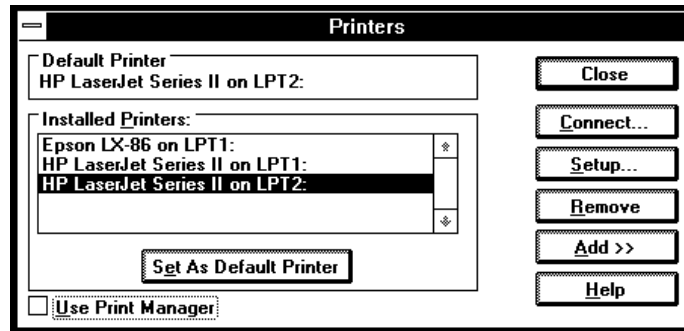 Printers
Default Printer
HP LaserJet Series II on LPT2:
Close
Installed Printers:
Epson LX-86 on LPT1:
HP LaserJet Series II on LPT1:
HP LaserJet Series II on LPT2:
Set As Default Printer
Use Print Manager
Connect...
Setup...
Remove
Add >>
Help